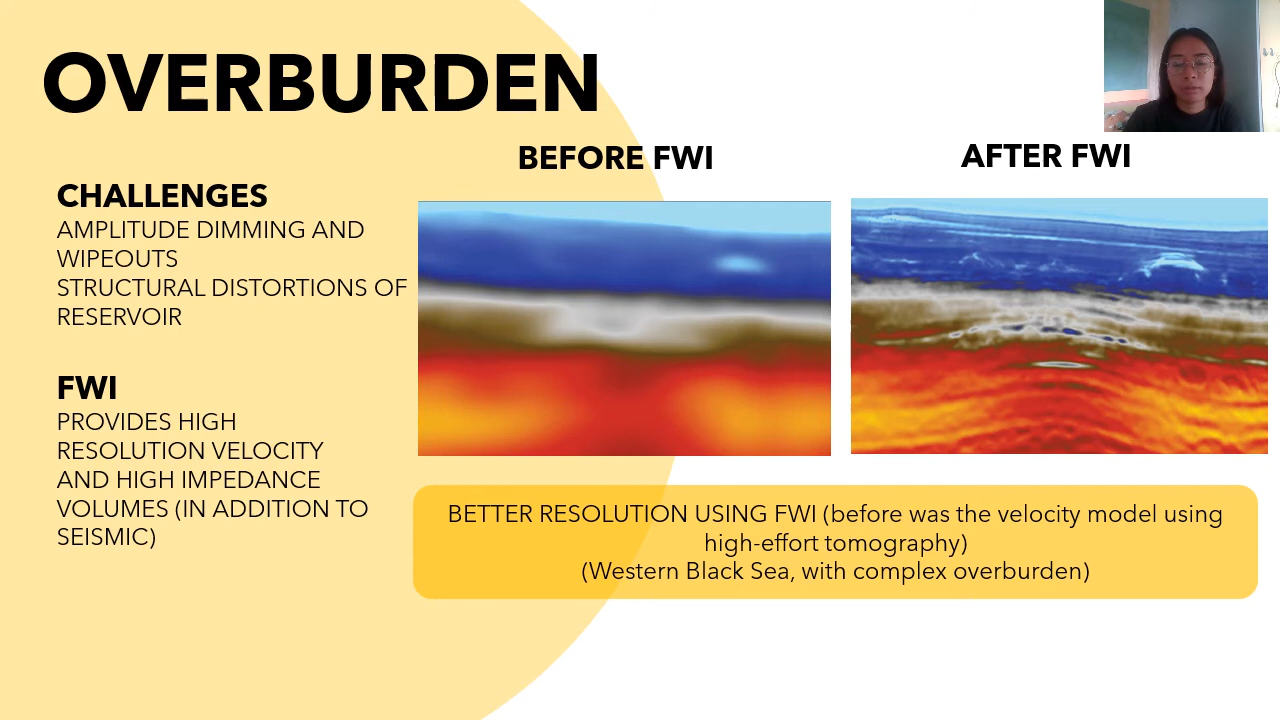 OVERBURDEN
BEFORE FWI
AFTER FWI
CHALLENGES
AMPLITUDE DIMMING AND
WIPEOUTS
STRUCTURAL DISTORTIONS OF
RESERVOIR
FWI
PROVIDES HIGH
RESOLUTION VELOCITY
AND HIGH IMPEDANCE
VOLUMES (IN ADDITION TO
SEISMIC)
BETTER RESOLUTION USING FWI (before was the velocity model using
high-effort tomography)
(Western Black Sea, with complex overburden)